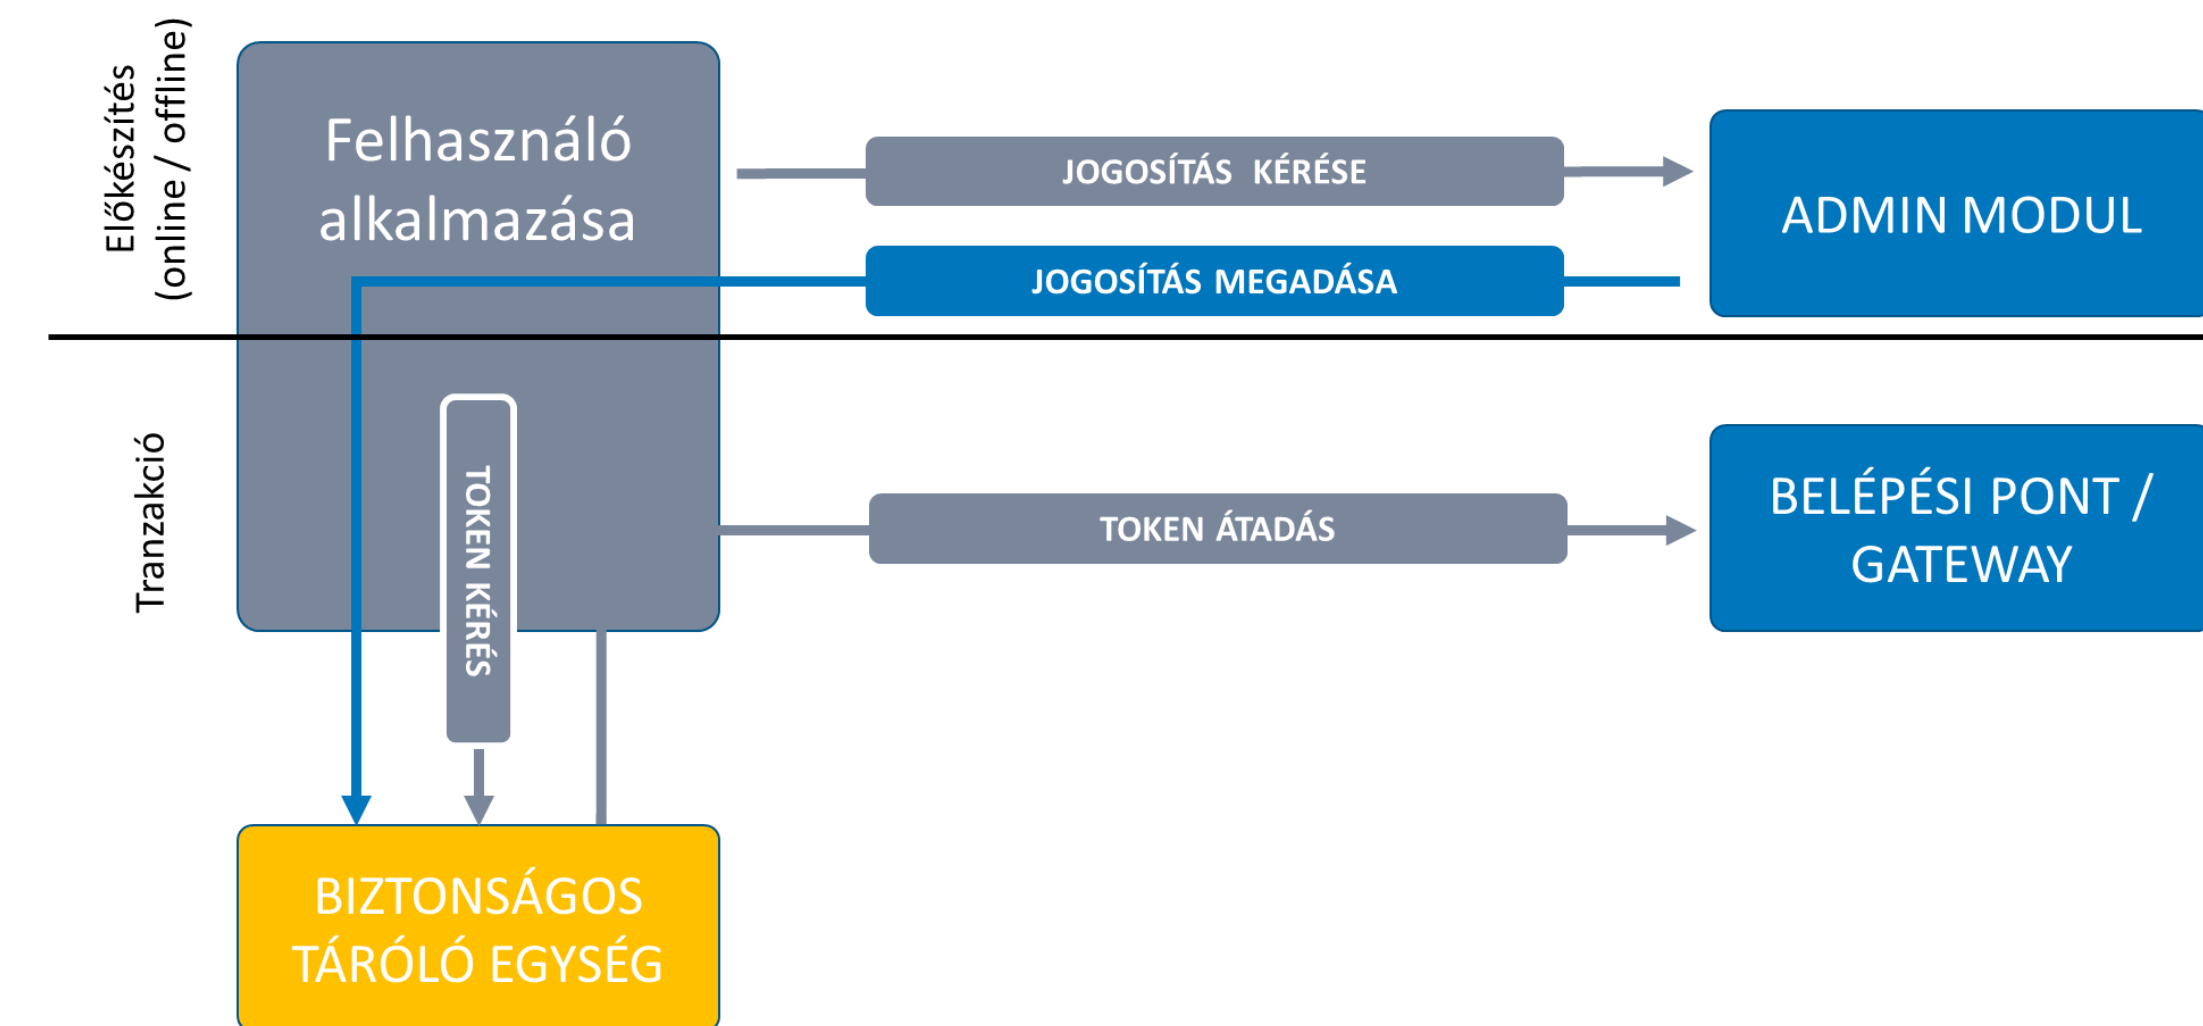 Előkészítés
(online / offline)
Felhasználó
alkalmazása
JOGOSÍTÁS KÉRÉSE
ADMIN MODUL
JOGOSÍTÁS MEGADÁSA
Tranzakció
TOKEN KÉRÉS
TOKEN ÁTADÁS
BELÉPÉSI PONT /
GATEWAY
BIZTONSÁGOS
TÁRÓLÓ EGYSÉG